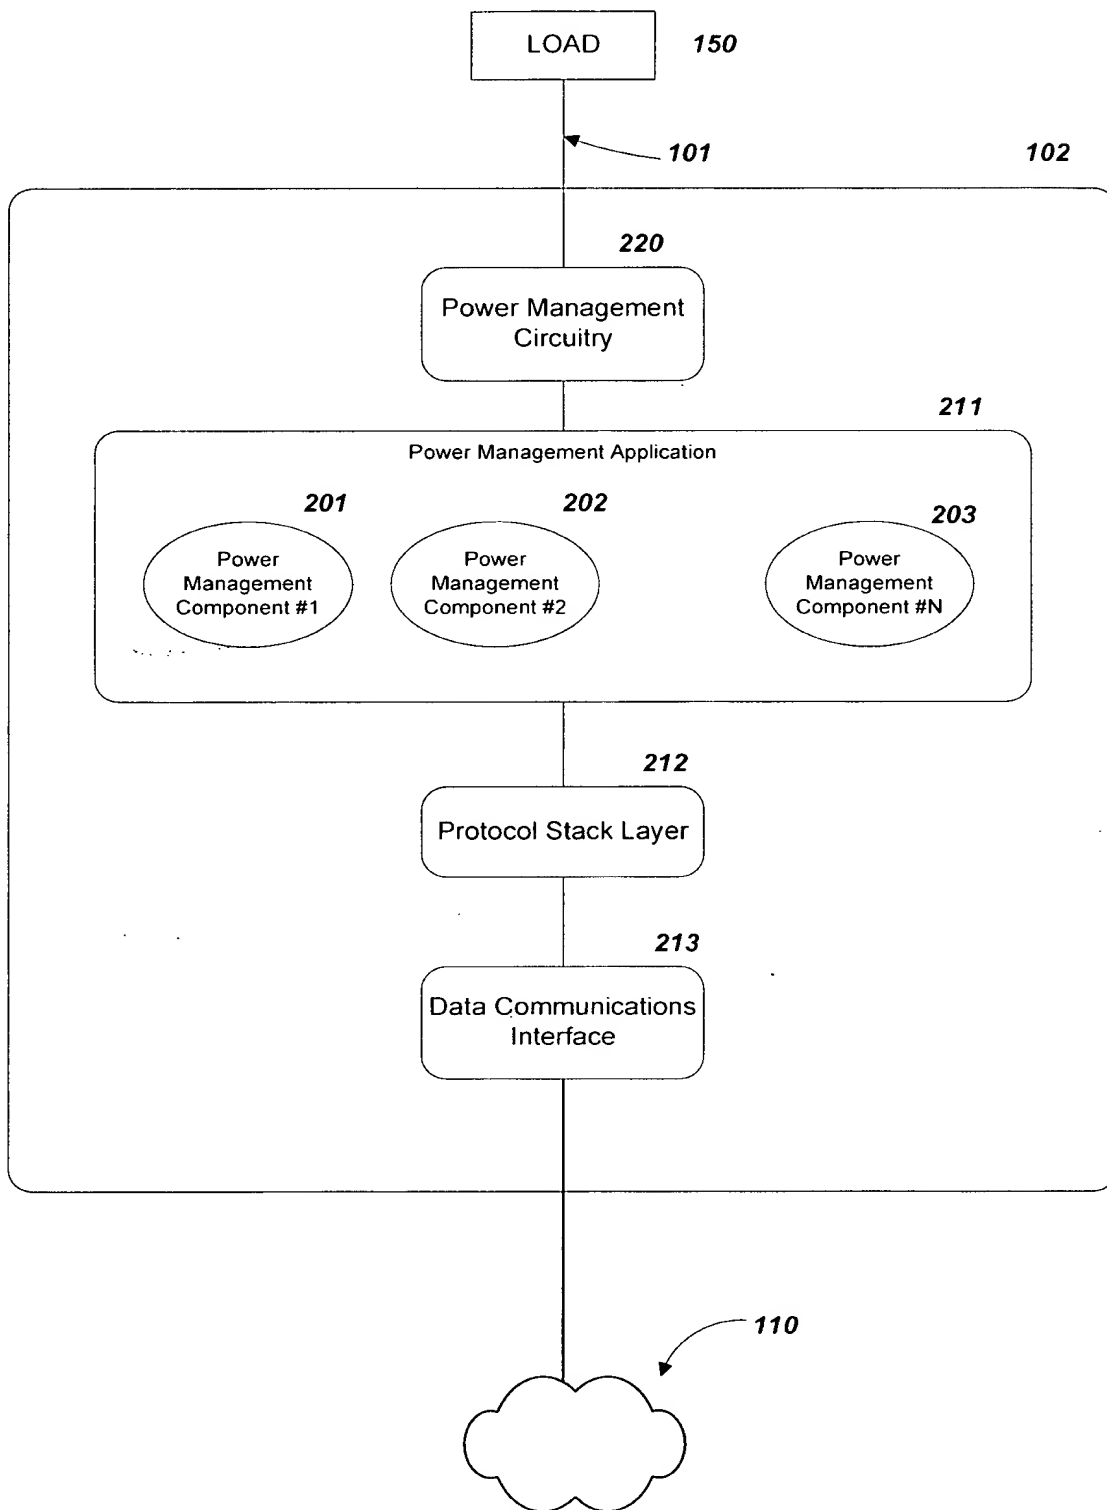 LOAD 150
101
102
220
Power Management
Circuitry
211
Power Management Application
201
202
203
Power
Management
Component #1
Power
Management
Component #2
Power
Management
Component #N
212
Protocol Stack Layer
213
Data Communications
Interface
110